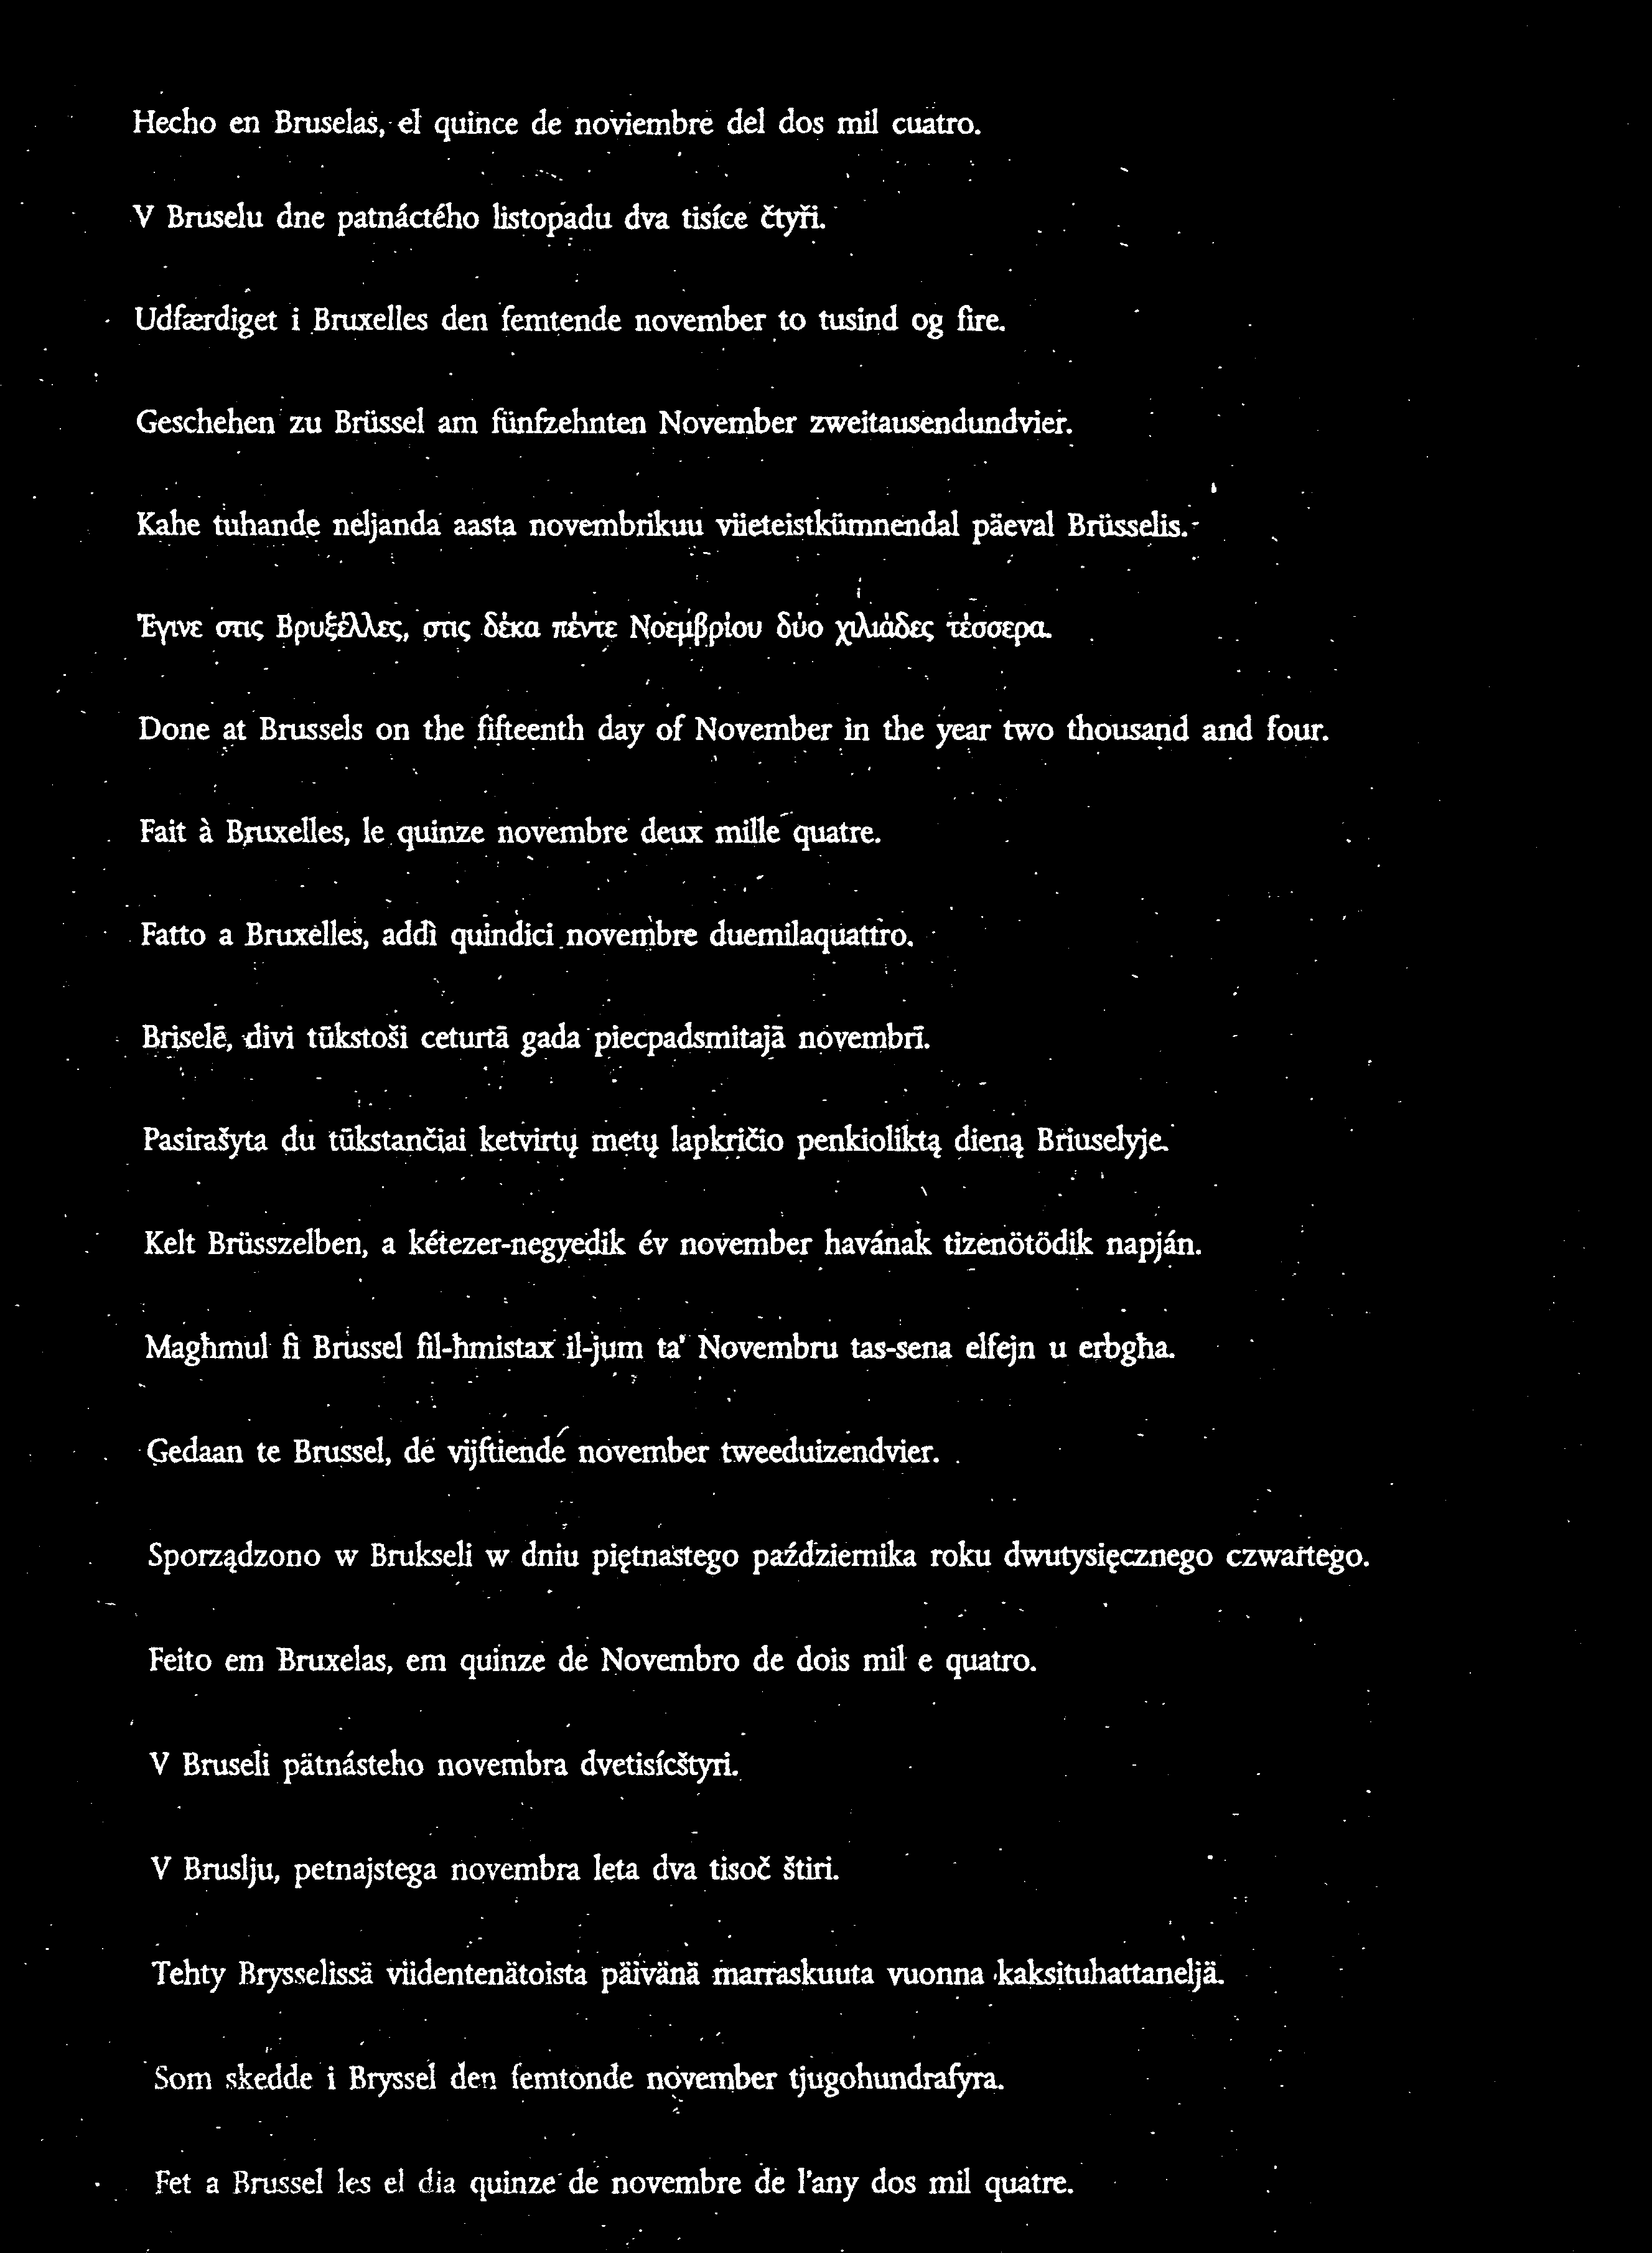 Hecho en Bruselas, el quince de noviembre del dos mil cuatro.
V Bruselu dne patnáctého listopadu dva tisíce čtyři.
Udfærdiget i Bruxelles den femtende november to tusind og fire.
Geschehen zu Brüssel am fünfzehnten November zweitausendundvier.
Kahe tuhande neljanda aasta novembrikuu viieteistkümnendal päeval Brüsselis.
Έγινε στις Βρυξέλλες, στις δέκα πέντε Νοεμβρίου δύο χιλιάδες τέσσερα.
Done at Brussels on the fifteenth day of November in the year two thousand and four.
Fait à Bruxelles, le quinze novembre deux mille quatre.
Fatto a Bruxelles, addì quindici novembre duemilaquattro.
Briselē, divi tūkstoši ceturtā gada piecpadsmitajā novembrī.
Pasirašyta du tūkstančiai ketvirtų metų lapkričio penkioliktą dieną Briuselyje.
Kelt Brüsszelben, a kétezer-negyedik év november havának tizenötödik napján.
Magħmul fi Brussel fil-ħmistax il-jum ta' Novembru tas-sena elfejn u erbgħa.
Gedaan te Brussel, de vijftiende november tweeduizendvier.
Sporządzono w Brukseli w dniu piętnastego października roku dwutysięcznego czwartego.
Feito em Bruxelas, em quinze de Novembro de dois mil e quatro.
V Bruseli pätnásteho novembra dvetisícštyri.
V Bruslju, petnajstega novembra leta dva tisoč štiri.
Tehty Brysselissä viidentenätoista päivänä marraskuuta vuonna kaksituhattaneljä.
Som skedde i Bryssel den femtonde november tjugohundrafyra.
Fet a Brussel les el dia quinze de novembre de l'any dos mil quatre.